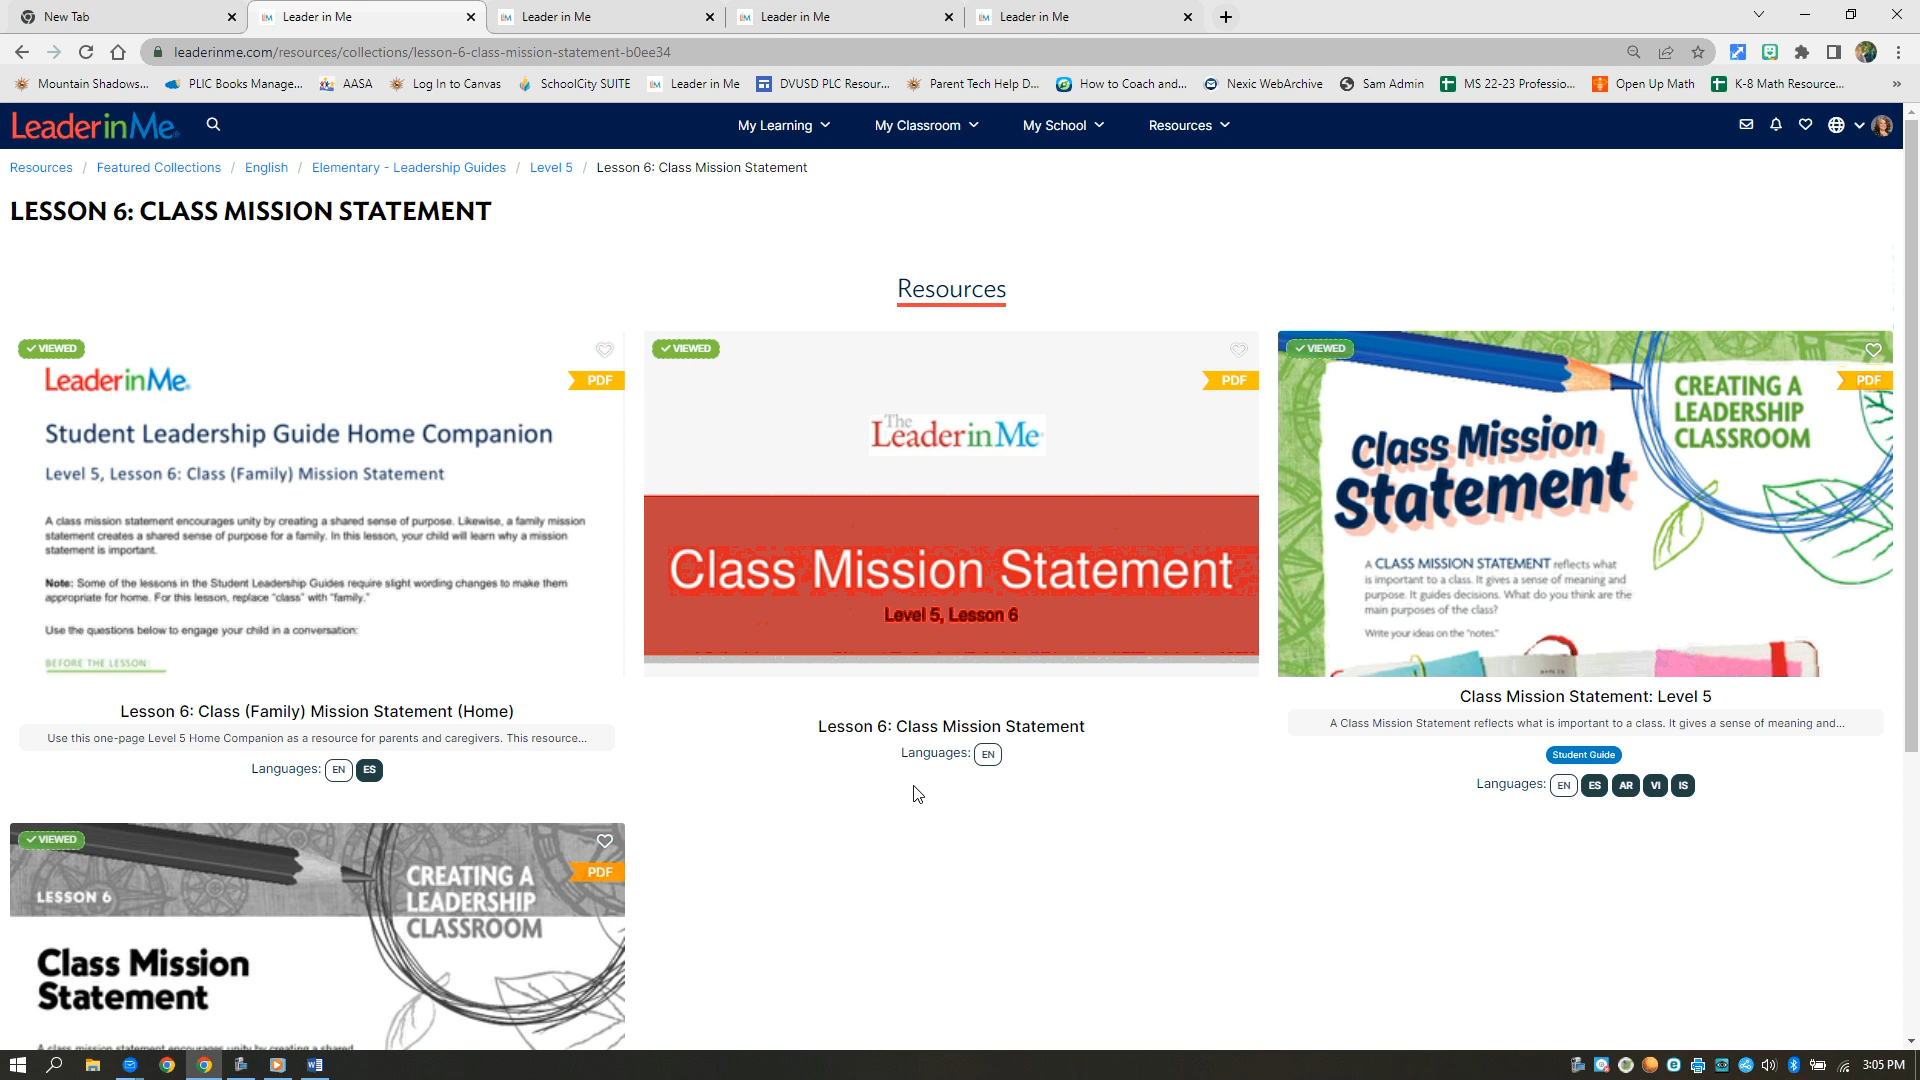 New Tab
Leader in Me
Leader in Me
Leader in Me
Leader in Me
leaderinme.com/resources/collections/lesson-6-class-mission-statement-b0ee34
Mountain Shadows...
PLIC Books Manage...
AASA
Log In to Canvas
SchoolCity SUITE
Leader in Me
DVUSD PLC Resour...
Parent Tech Help D...
How to Coach and...
Nexic WebArchive
Sam Admin
MS 22-23 Professio...
Open Up Math
K-8 Math Resource...
LeaderinMe
My Learning
My Classroom
My School
Resources
Resources / Featured Collections / English / Elementary - Leadership Guides / Level 5 / Lesson 6: Class Mission Statement
LESSON 6: CLASS MISSION STATEMENT
Resources
VIEWED
PDF
LeaderinMe
Student Leadership Guide Home Companion
Level 5, Lesson 6: Class (Family) Mission Statement
A class mission statement encourages unity by creating a shared sense of purpose. Likewise, a family mission
statement creates a shared sense of purpose for a family. In this lesson, your child will learn why a mission
statement is important.
Note: Some of the lessons in the Student Leadership Guides require slight wording changes to make them
appropriate for home. For this lesson, replace "class" with "family."
Use the questions below to engage your child in a conversation:
BEFORE THE LESSON:
Lesson 6: Class (Family) Mission Statement (Home)
Use this one-page Level 5 Home Companion as a resource for parents and caregivers. This resource...
Languages: EN ES
VIEWED
PDF
The
LeaderinMe
Class Mission Statement
Level 5, Lesson 6
Lesson 6: Class Mission Statement
Languages: EN
VIEWED
PDF
CREATING A
LEADERSHIP
CLASSROOM
Class Mission
Statement
A CLASS MISSION STATEMENT reflects what
is important to a class. It gives a sense of meaning and
purpose. It guides decisions. What do you think are the
main purposes of the class?
Write your ideas on the "notes."
Class Mission Statement: Level 5
A Class Mission Statement reflects what is important to a class. It gives a sense of meaning and...
Student Guide
Languages: EN ES AR VI IS
VIEWED
PDF
LESSON 6
CREATING A
LEADERSHIP
CLASSROOM
Class Mission
Statement
A class mission statement encourages unity by creating a shared
3:05 PM